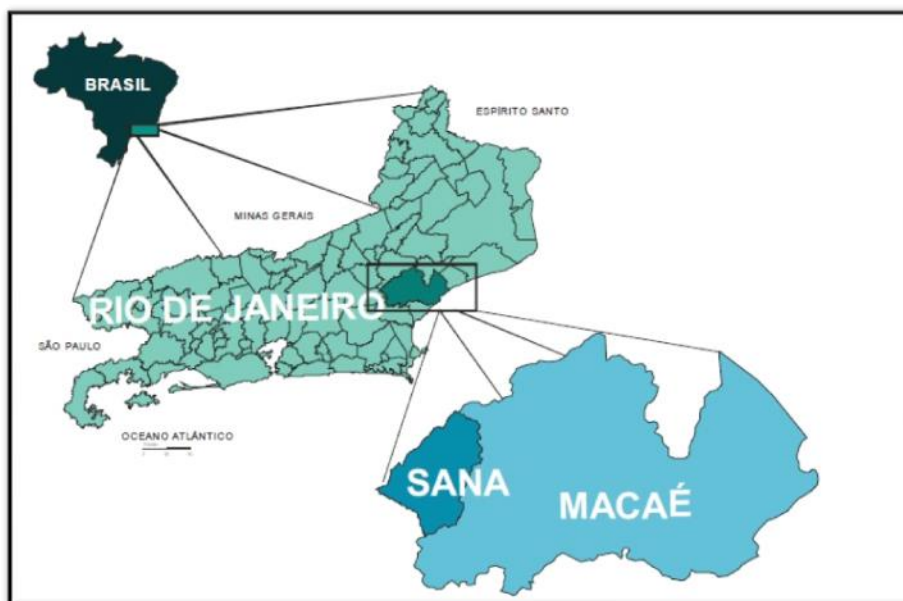 BRASIL
ESPÍRITO SANTO
MINAS GERAIS
RIO DE JANEIRO
SÃO PAULO
OCEANO ATLÂNTICO
SANA
MACAÉ